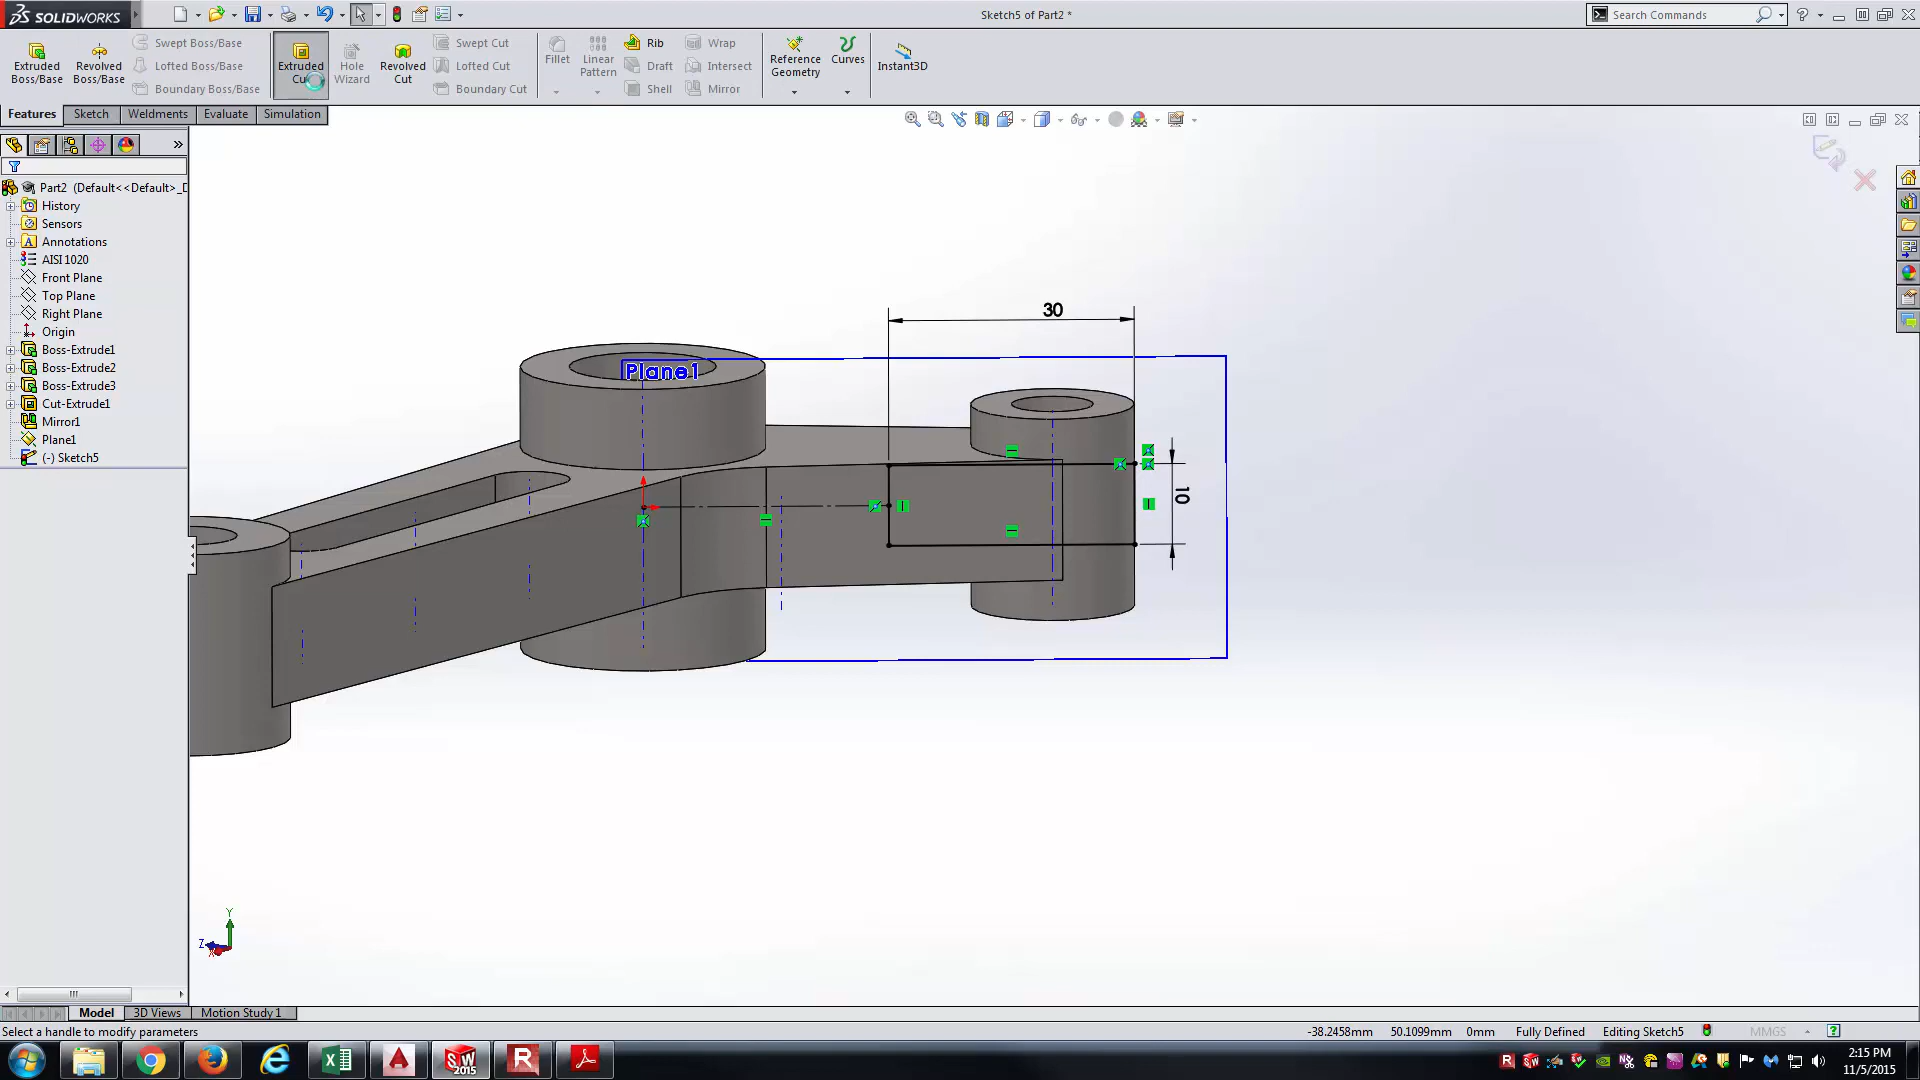 SOLIDWORKS
Sketch5 of Part2 *
Search Commands
Extruded Boss/Base
Revolved Boss/Base
Swept Boss/Base
Lofted Boss/Base
Boundary Boss/Base
Extruded Cut
Hole Wizard
Revolved Cut
Swept Cut
Lofted Cut
Boundary Cut
Fillet
Linear Pattern
Rib
Draft
Shell
Wrap
Intersect
Mirror
Reference Geometry
Curves
Instant3D
Features
Sketch
Weldments
Evaluate
Simulation
Part2 (Default<<Default>_D
History
Sensors
Annotations
AISI 1020
Front Plane
Top Plane
Right Plane
Origin
Boss-Extrude1
Boss-Extrude2
Boss-Extrude3
Cut-Extrude1
Mirror1
Plane1
(-) Sketch5
30
Plane1
10
Y
Z
X
Model
3D Views
Motion Study 1
Select a handle to modify parameters
-38.2458mm
50.1099mm
0mm
Fully Defined
Editing Sketch5
MMGS
2:15 PM
11/5/2015